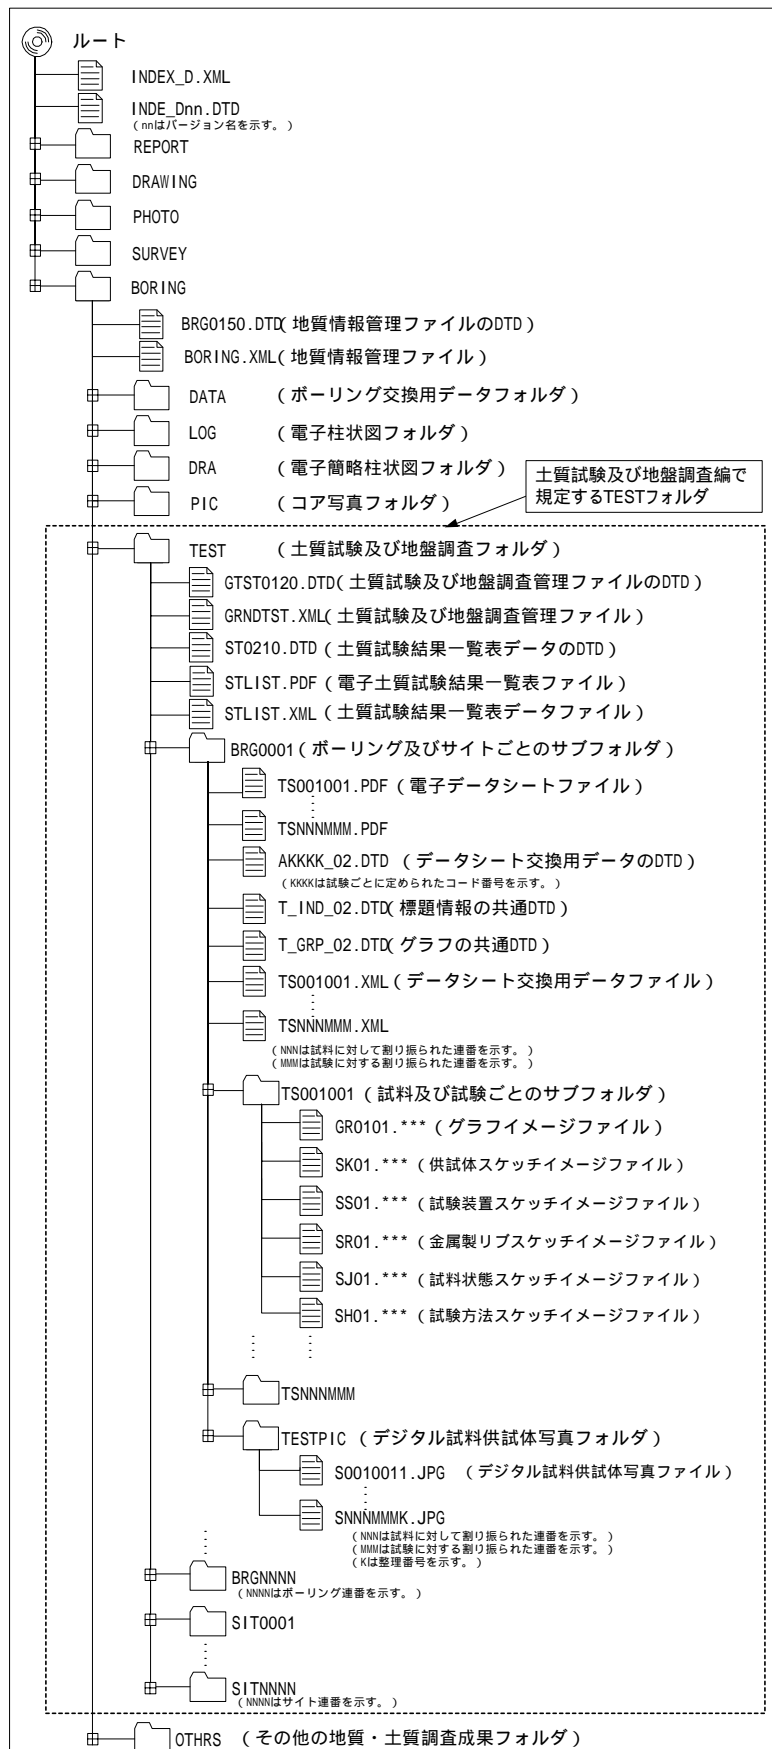 ルート
INDEX_D.XML
INDE_Dnn.DTD
(nnはバージョン名を示す。)
REPORT
DRAWING
PHOTO
SURVEY
BORING
BRG0150.DTD(地質情報管理ファイルのDTD)
BORING.XML(地質情報管理ファイル)
DATA (ボーリング交換用データフォルダ)
LOG (電子柱状図フォルダ)
DRA (電子簡略柱状図フォルダ)
土質試験及び地盤調査編で
規定するTESTフォルダ
PIC (コア写真フォルダ)
TEST (土質試験及び地盤調査フォルダ)
GTST0120.DTD(土質試験及び地盤調査管理ファイルのDTD)
GRNDTST.XML(土質試験及び地盤調査管理ファイル)
ST0210.DTD(土質試験結果一覧表データのDTD)
STLIST.PDF(電子土質試験結果一覧表ファイル)
STLIST.XML(土質試験結果一覧表データファイル)
BRG0001(ボーリング及びサイトごとのサブフォルダ)
TS001001.PDF(電子データシートファイル)
TSNNNMMM.PDF
AKKKK_02.DTD (データシート交換用データのDTD)
(KKKKは試験ごとに定められたコード番号を示す。)
T_IND_02.DTD(標題情報の共通DTD)
T_GRP_02.DTD(グラフの共通DTD)
TS001001.XML(データシート交換用データファイル)
TSNNNMMM.XML
(NNNは試料に対して割り振られた連番を示す。)
(MMMは試験に対する割り振られた連番を示す。)
TS001001(試料及び試験ごとのサブフォルダ)
GR0101.***(グラフイメージファイル)
SK01.***(供試体スケッチイメージファイル)
SS01.***(試験装置スケッチイメージファイル)
SR01.***(金属製リブスケッチイメージファイル)
SJ01.***(試料状態スケッチイメージファイル)
SH01.***(試験方法スケッチイメージファイル)
TSNNNMMM
TESTPIC(デジタル試料供試体写真フォルダ)
S0010011.JPG (デジタル試料供試体写真ファイル)
SNNNMMMK.JPG
(NNNは試料に対して割り振られた連番を示す。)
(MMMは試験に対する割り振られた連番を示す。)
(Kは整理番号を示す。)
BRGNNNN
(NNNNはボーリング連番を示す。)
SIT0001
SITNNNN
(NNNNはサイト連番を示す。)
OTHRS (その他の地質・土質調査成果フォルダ)